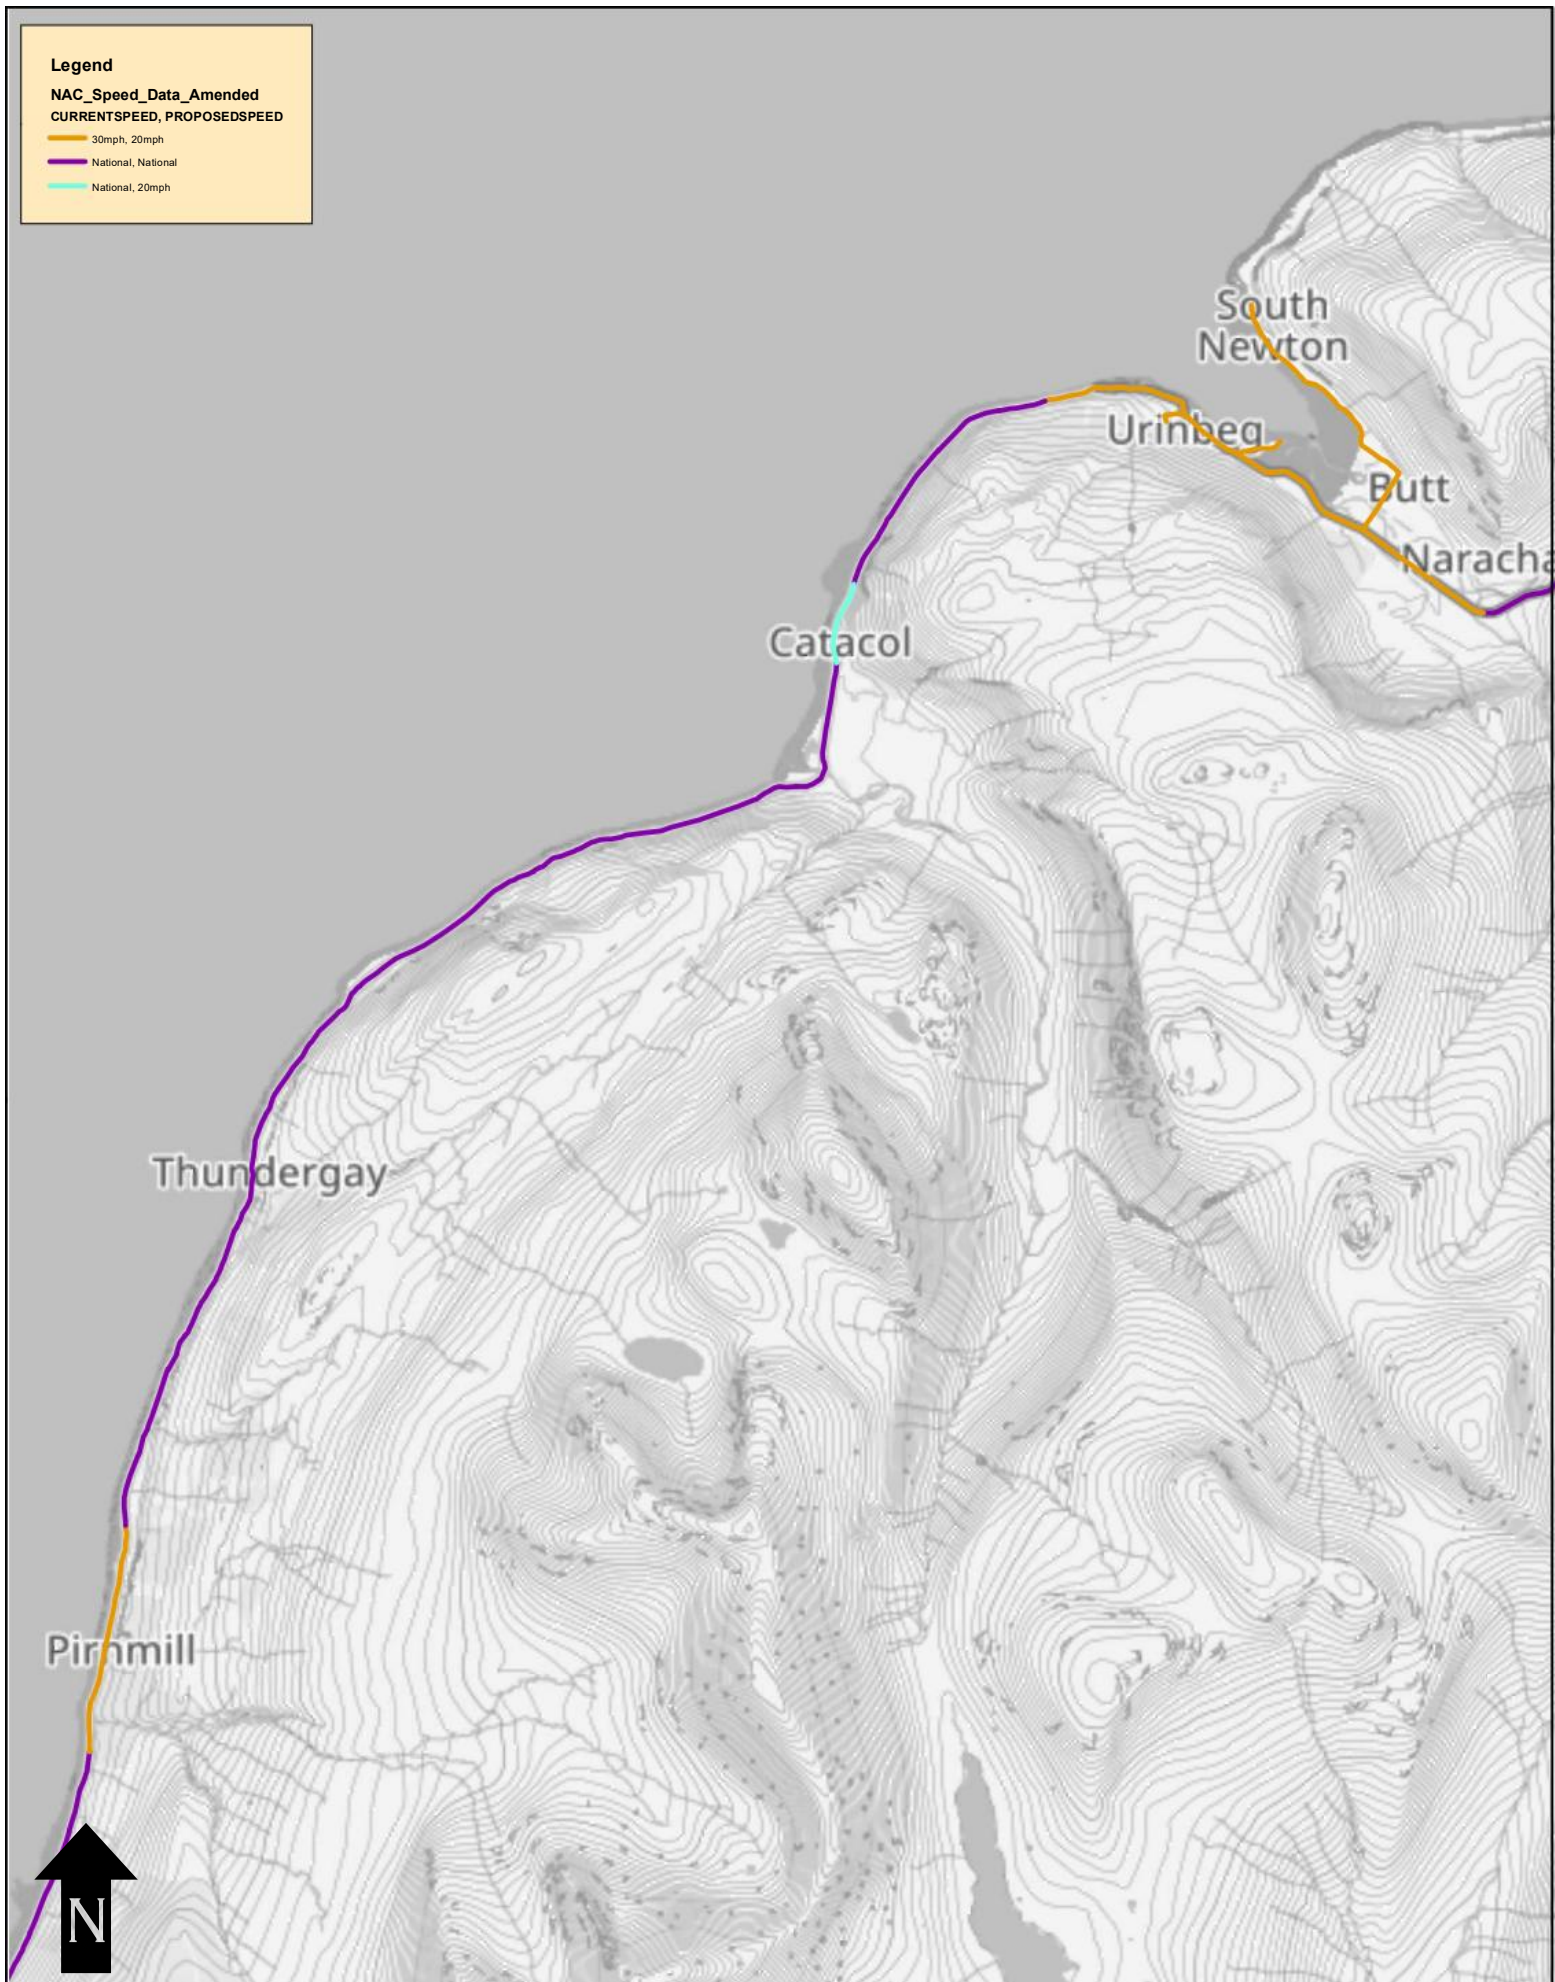 Legend
NAC_Speed_Data_Amended
CURRENTSPEED, PROPOSEDSPEED
30mph, 20mph
National, National
National, 20mph
South
Newton
Urinbeg
Butt
Naracha
Catacol
Thundergay
Pirnmill
N